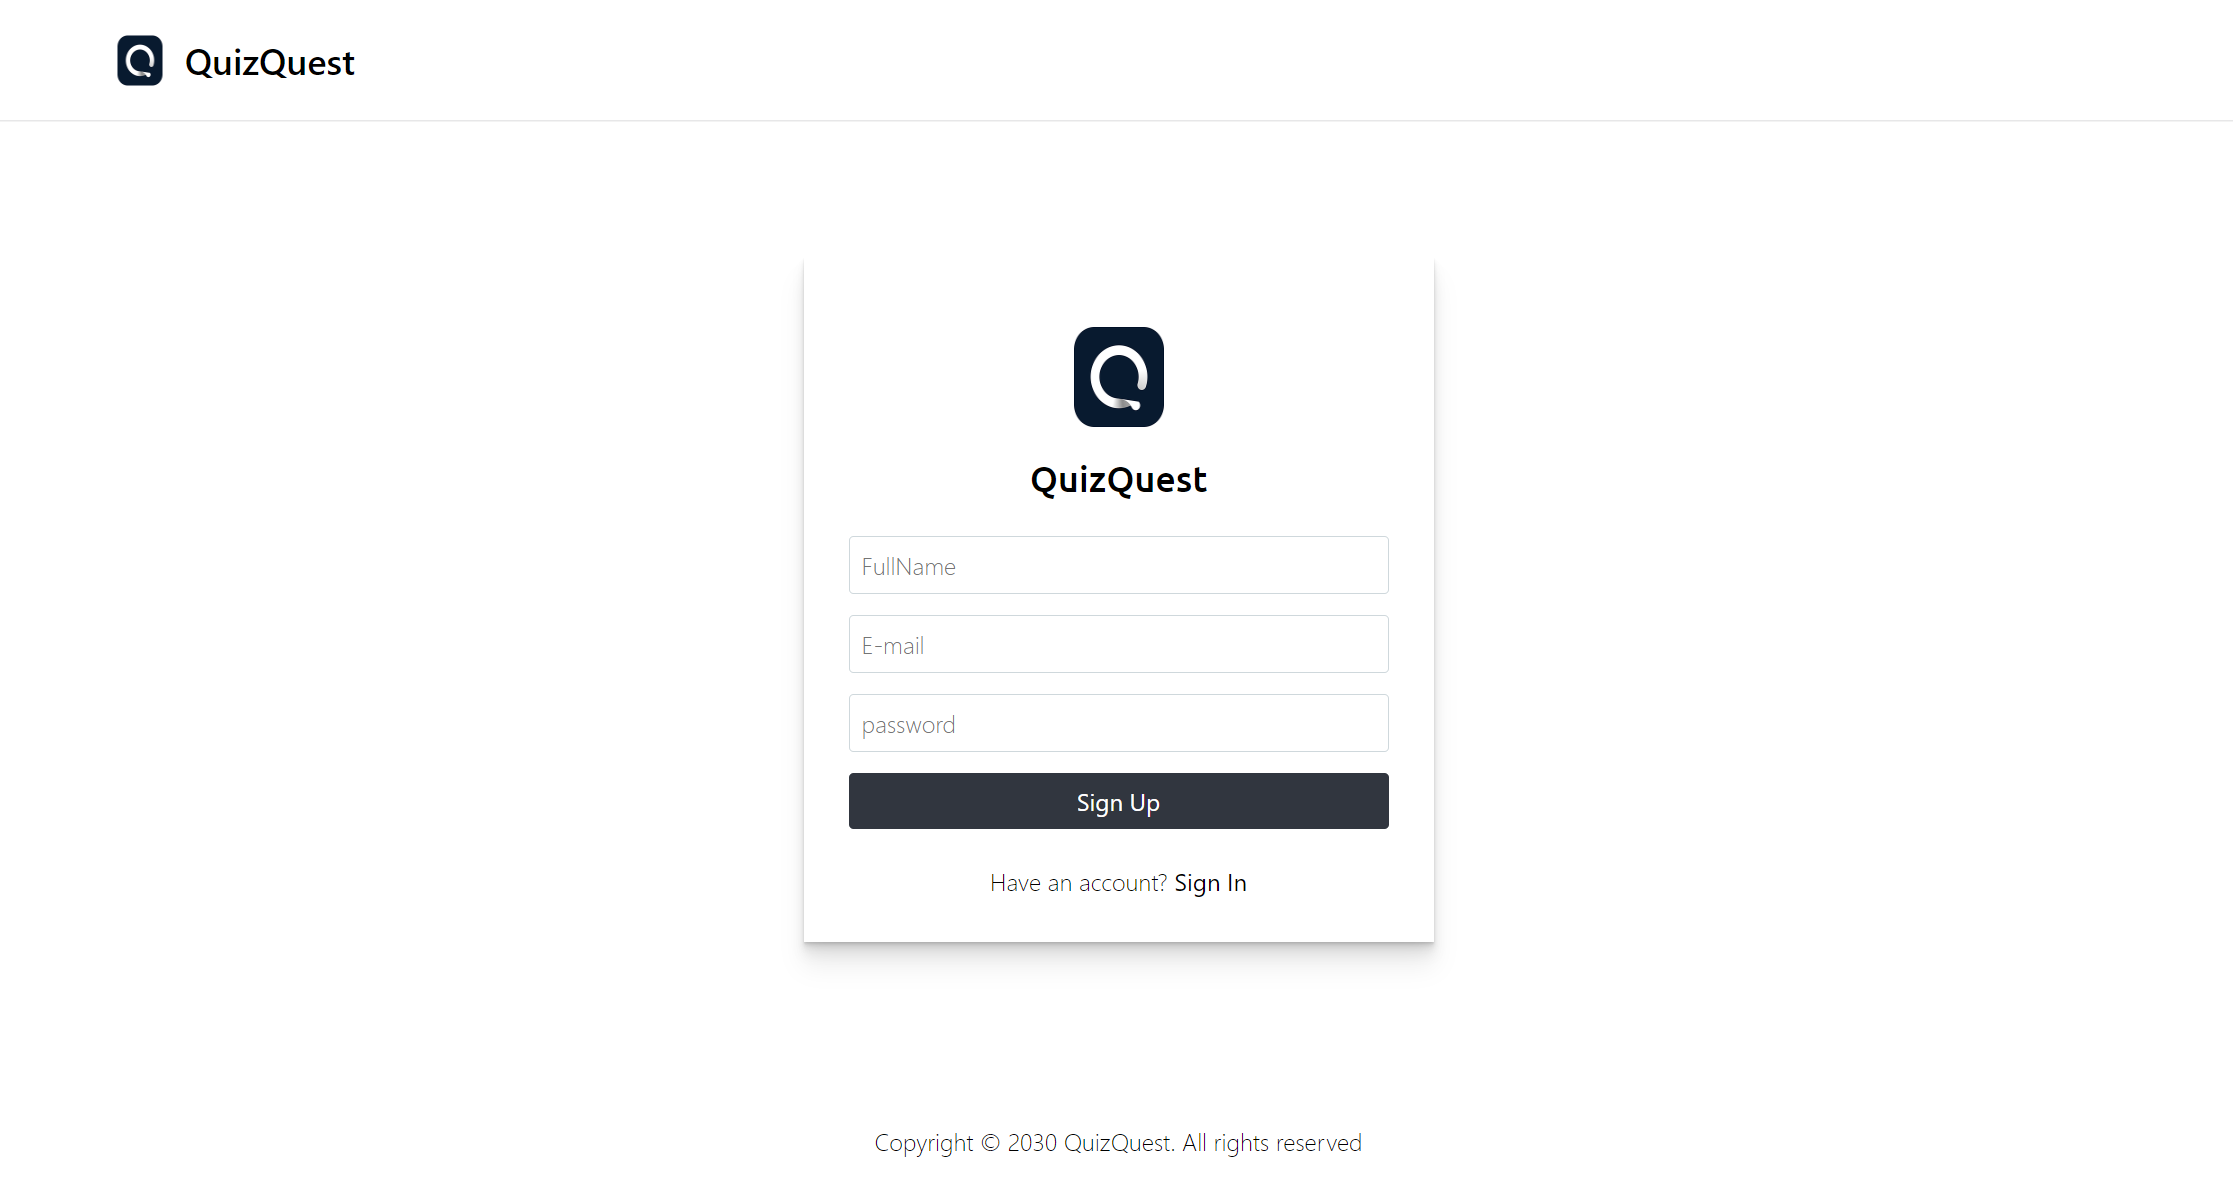 QuizQuest
QuizQuest
FullName
E-mail
password
Sign Up
Have an account? Sign In
Copyright © 2030 QuizQuest. All rights reserved